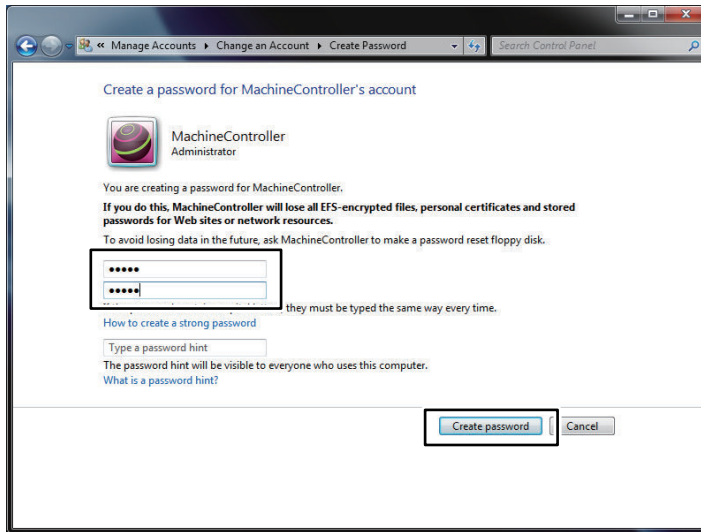 « Manage Accounts ▸ Change an Account ▸ Create Password Search Control Panel
Create a password for MachineController's account
MachineController
Administrator
You are creating a password for MachineController.
If you do this, MachineController will lose all EFS-encrypted files, personal certificates and stored
passwords for Web sites or network resources.
To avoid losing data in the future, ask MachineController to make a password reset floppy disk.
•••••
•••••
they must be typed the same way every time.
How to create a strong password
Type a password hint
The password hint will be visible to everyone who uses this computer.
What is a password hint?
Create password Cancel